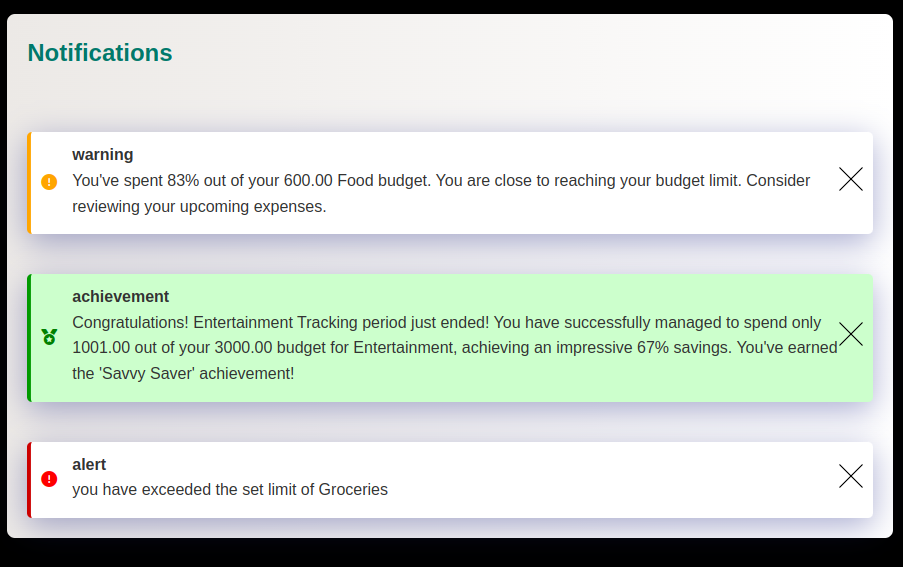 Notifications
warning
You've spent 83% out of your 600.00 Food budget. You are close to reaching your budget limit. Consider
reviewing your upcoming expenses.
achievement
Congratulations! Entertainment Tracking period just ended! You have successfully managed to spend only
1001.00 out of your 3000.00 budget for Entertainment, achieving an impressive 67% savings. You've earned
the 'Savvy Saver' achievement!
alert
you have exceeded the set limit of Groceries